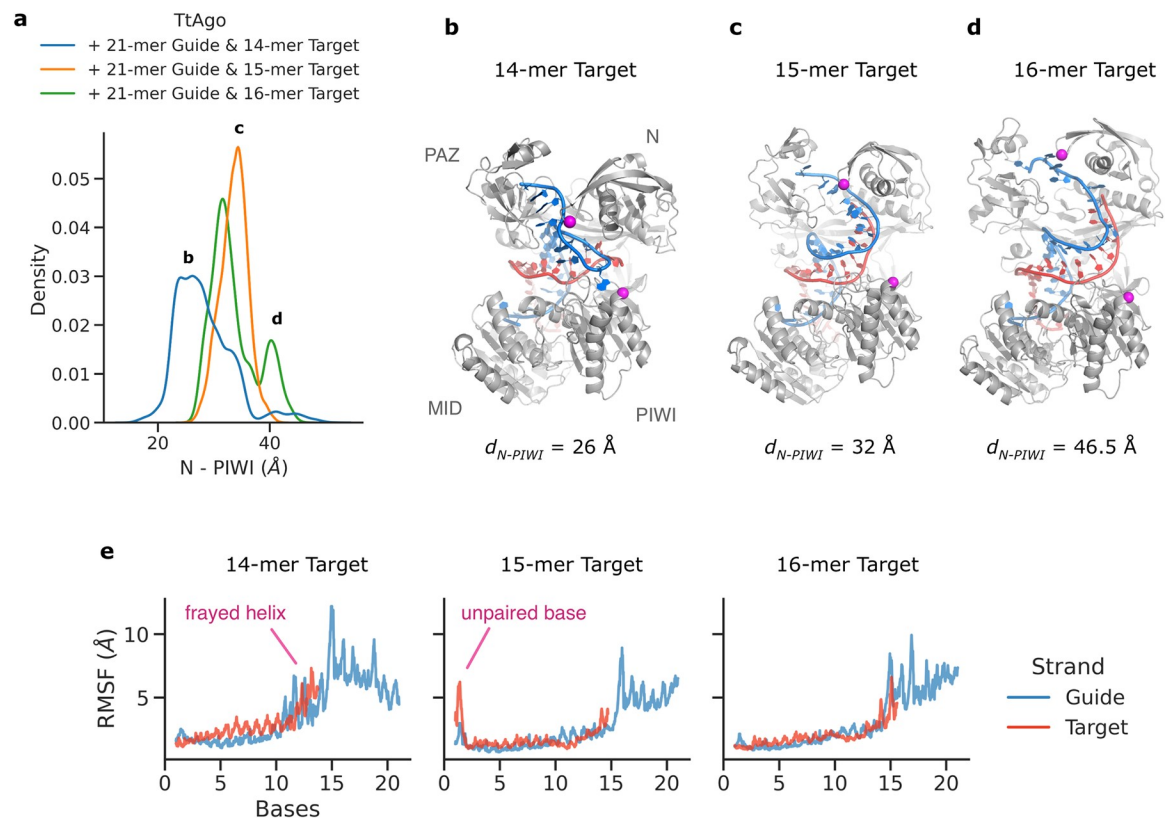 a
TtAgo
+ 21-mer Guide & 14-mer Target
+ 21-mer Guide & 15-mer Target
+ 21-mer Guide & 16-mer Target
b
c
d
0.05
0.04
0.03
0.02
0.01
0.00
Density
20
40
N - PIWI (Å)
b
14-mer Target
PAZ
N
MID
PIWI
d N-PIWI = 26 Å
c
15-mer Target
d N-PIWI = 32 Å
d
16-mer Target
d N-PIWI = 46.5 Å
e
14-mer Target
frayed helix
10
5
RMSF (Å)
0 5 10 15 20
Bases
15-mer Target
unpaired base
0 5 10 15 20
16-mer Target
0 5 10 15 20
Strand
Guide
Target